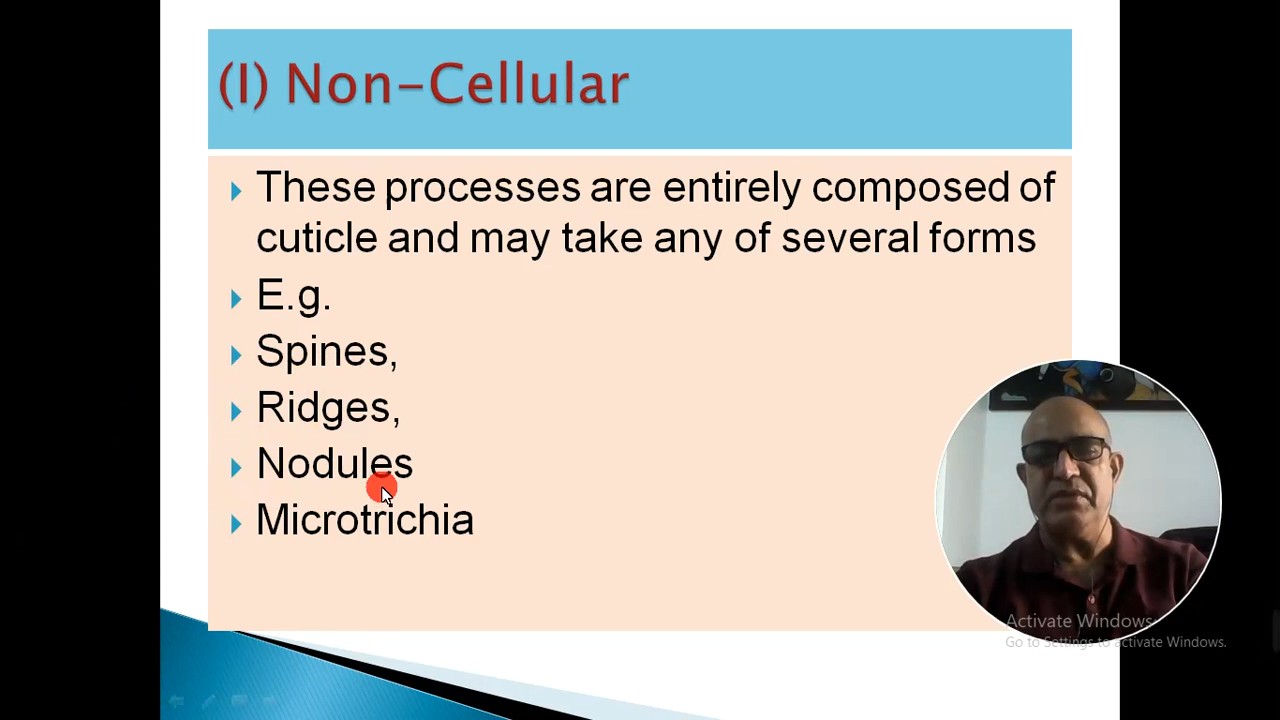 (I) Non-Cellular
These processes are entirely composed of
cuticle and may take any of several forms
E.g.
Spines,
Ridges,
Nodules
Microtrichia
Activate Windows
Go to Settings to activate Windows.